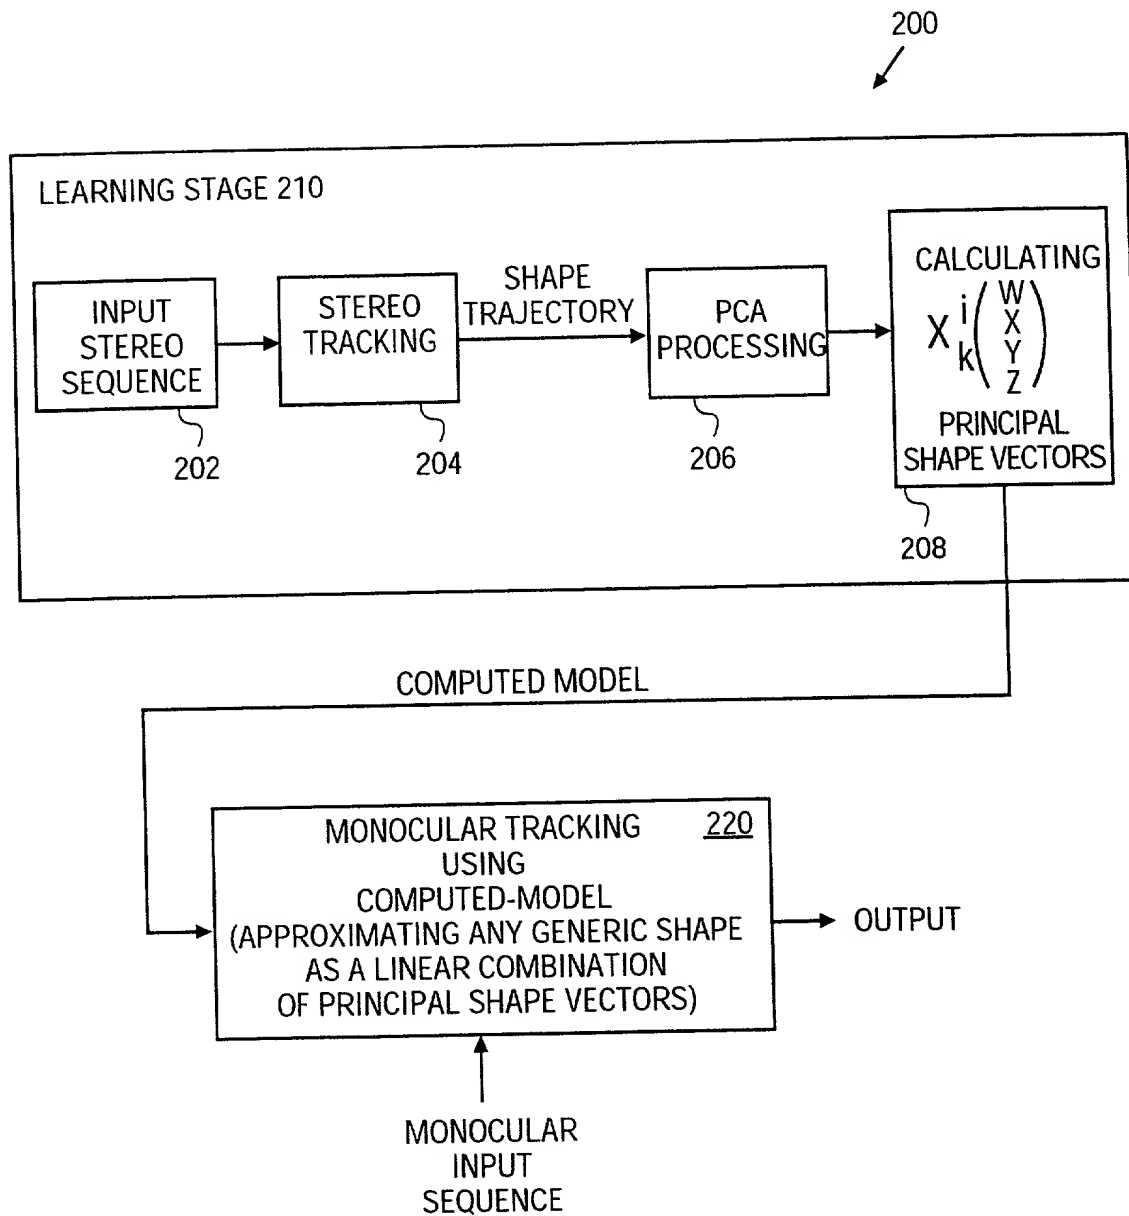 200
LEARNING STAGE 210
INPUT
STEREO
SEQUENCE
202
STEREO
TRACKING
204
SHAPE
TRAJECTORY
PCA
PROCESSING
206
CALCULATING
X i k ( W X Y Z )
PRINCIPAL
SHAPE VECTORS
208
COMPUTED MODEL
MONOCULAR TRACKING 220
USING
COMPUTED-MODEL
(APPROXIMATING ANY GENERIC SHAPE
AS A LINEAR COMBINATION
OF PRINCIPAL SHAPE VECTORS)
OUTPUT
MONOCULAR
INPUT
SEQUENCE